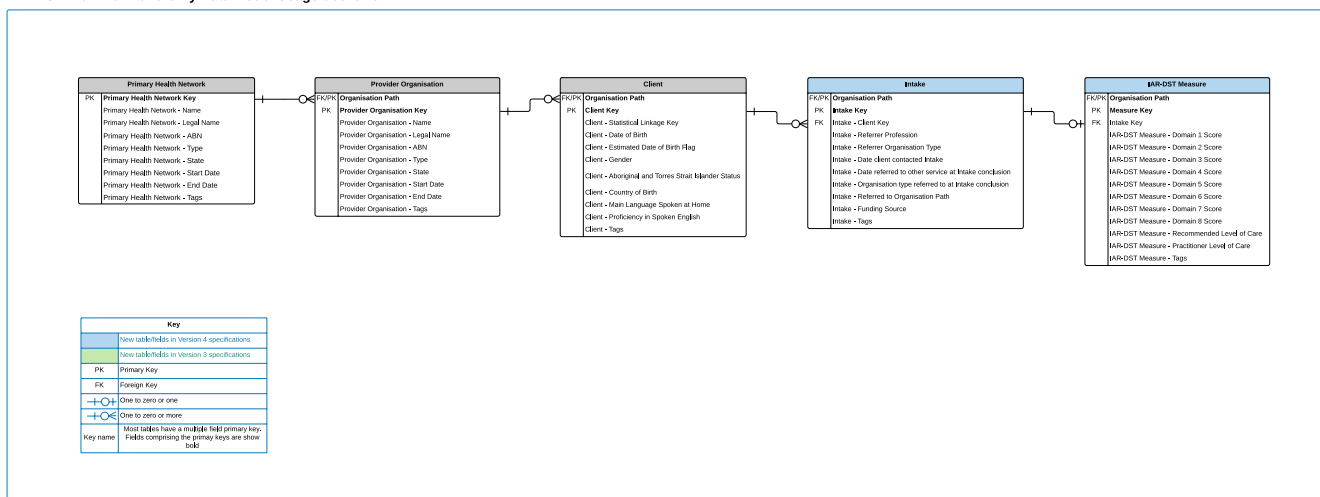 Primary Health Network
PK Primary Health Network Key
Primary Health Network - Name
Primary Health Network - Legal Name
Primary Health Network - ABN
Primary Health Network - Type
Primary Health Network - State
Primary Health Network - Start Date
Primary Health Network - End Date
Primary Health Network - Tags
Provider Organisation
FK/PK Organisation Path
PK Provider Organisation Key
Provider Organisation - Name
Provider Organisation - Legal Name
Provider Organisation - ABN
Provider Organisation - Type
Provider Organisation - State
Provider Organisation - Start Date
Provider Organisation - End Date
Provider Organisation - Tags
Client
FK/PK Organisation Path
PK Client Key
Client - Statistical Linkage Key
Client - Date of Birth
Client - Estimated Date of Birth Flag
Client - Gender
Client - Aboriginal and Torres Strait Islander Status
Client - Country of Birth
Client - Main Language Spoken at Home
Client - Proficiency in Spoken English
Client - Tags
Intake
FK/PK Organisation Path
PK Intake Key
FK Intake - Client Key
Intake - Referrer Profession
Intake - Referrer Organisation Type
Intake - Date client contacted Intake
Intake - Date referred to other service at Intake conclusion
Intake - Organisation type referred to at Intake conclusion
Intake - Referred to Organisation Path
Intake - Funding Source
Intake - Tags
IAR-DST Measure
FK/PK Organisation Path
PK Measure Key
FK Intake Key
IAR-DST Measure - Domain 1 Score
IAR-DST Measure - Domain 2 Score
IAR-DST Measure - Domain 3 Score
IAR-DST Measure - Domain 4 Score
IAR-DST Measure - Domain 5 Score
IAR-DST Measure - Domain 6 Score
IAR-DST Measure - Domain 7 Score
IAR-DST Measure - Domain 8 Score
IAR-DST Measure - Recommended Level of Care
IAR-DST Measure - Practitioner Level of Care
IAR-DST Measure - Tags
Key
New table/fields in Version 4 specifications
New table/fields in Version 3 specifications
PK Primary Key
FK Foreign Key
One to zero or one
One to zero or more
Key name Most tables have a multiple field primary key.
Fields comprising the primay keys are show
bold